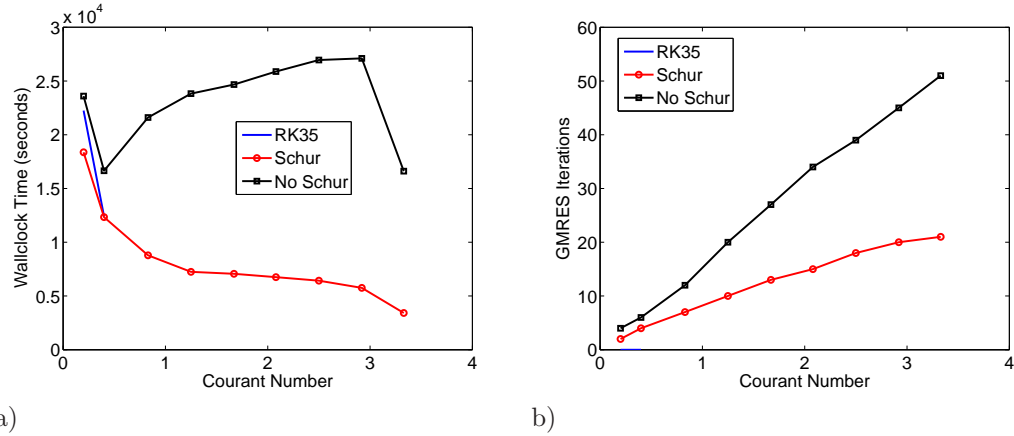 3 x 10^4
2.5
2
1.5
1
0.5
0
0
1
2
3
4
Wallclock Time (seconds)
Courant Number
RK35
Schur
No Schur
a)
60
50
40
30
20
10
0
0
1
2
3
4
GMRES Iterations
Courant Number
RK35
Schur
No Schur
b)